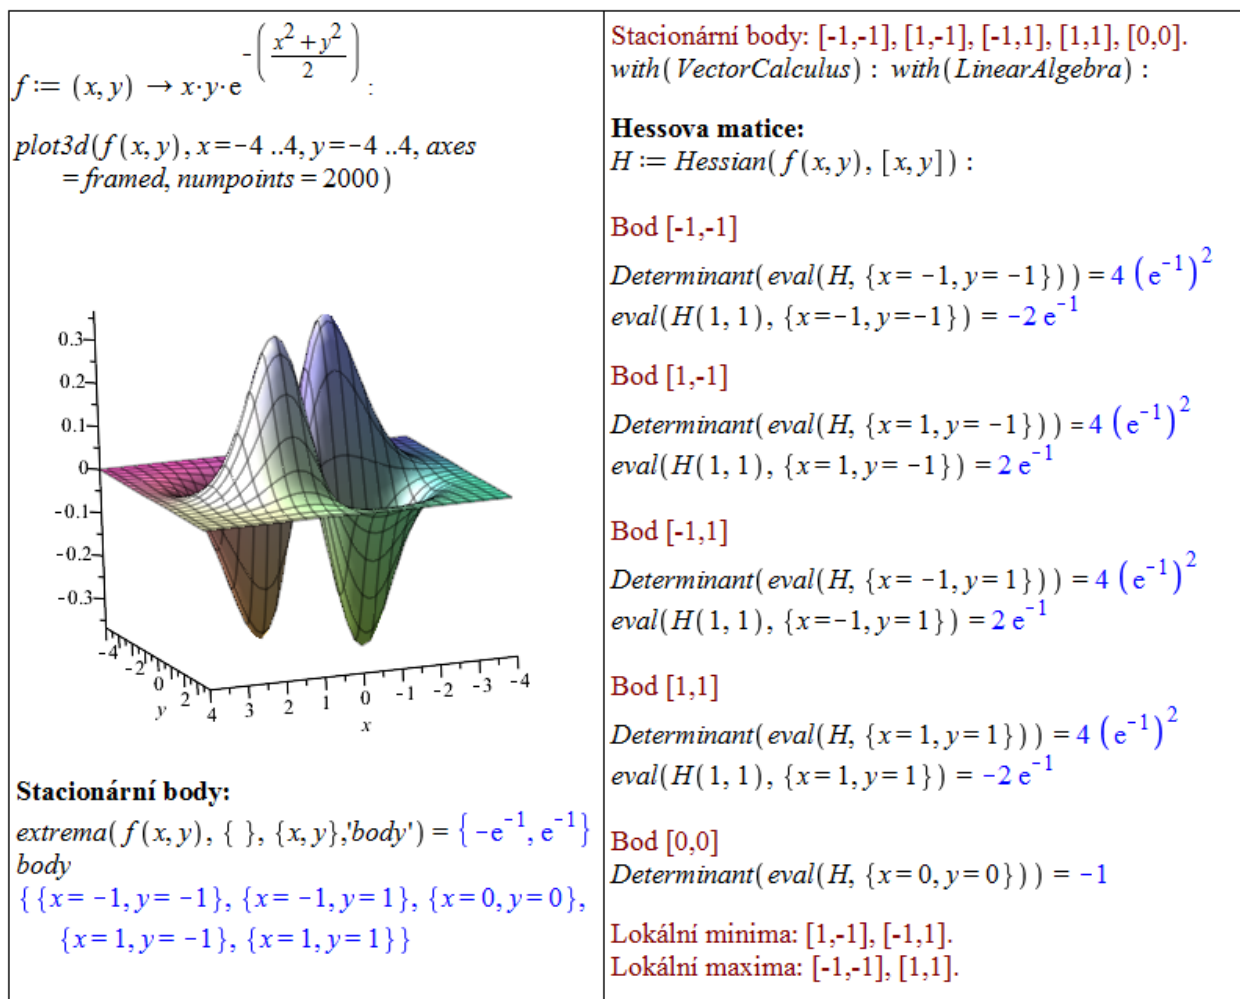 f := (x, y) → x·y·e^-((x^2 + y^2)/2) :
plot3d(f(x, y), x = -4 ..4, y = -4 ..4, axes
= framed, numpoints = 2000)
0.3
0.2
0.1
0
-0.1
-0.2
-0.3
-4 -2 0 2 4
y
4 3 2 1 0 -1 -2 -3 -4
x
Stacionární body:
extrema(f(x, y), { }, {x, y},'body') = {-e^-1, e^-1}
body
{{x = -1, y = -1}, {x = -1, y = 1}, {x = 0, y = 0},
{x = 1, y = -1}, {x = 1, y = 1}}
Stacionární body: [-1,-1], [1,-1], [-1,1], [1,1], [0,0].
with(VectorCalculus) : with(LinearAlgebra) :
Hessova matice:
H := Hessian(f(x, y), [x, y]) :
Bod [-1,-1]
Determinant(eval(H, {x = -1, y = -1})) = 4 (e^-1)^2
eval(H(1, 1), {x=-1, y=-1}) = -2 e^-1
Bod [1,-1]
Determinant(eval(H, {x = 1, y = -1})) = 4 (e^-1)^2
eval(H(1, 1), {x = 1, y = -1}) = 2 e^-1
Bod [-1,1]
Determinant(eval(H, {x = -1, y = 1})) = 4 (e^-1)^2
eval(H(1, 1), {x=-1, y = 1}) = 2 e^-1
Bod [1,1]
Determinant(eval(H, {x = 1, y = 1})) = 4 (e^-1)^2
eval(H(1, 1), {x = 1, y = 1}) = -2 e^-1
Bod [0,0]
Determinant(eval(H, {x = 0, y = 0})) = -1
Lokální minima: [1,-1], [-1,1].
Lokální maxima: [-1,-1], [1,1].